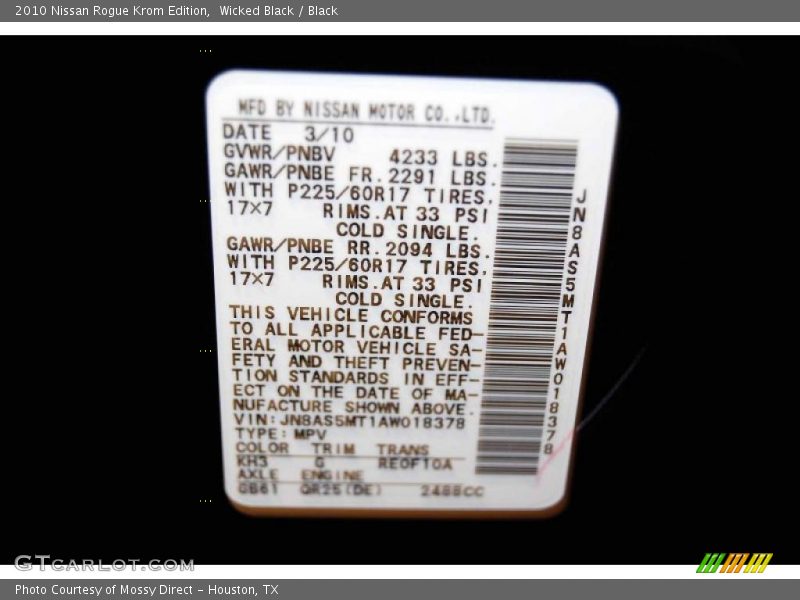 2010 Nissan Rogue Krom Edition,  Wicked Black / Black
MFD BY NISSAN MOTOR CO.,LTD.
DATE 3/10
GVWR/PNBV 4233 LBS.
GAWR/PNBE FR. 2291 LBS.
WITH P225/60R17 TIRES,
17×7 RIMS.AT 33 PSI
COLD SINGLE.
GAWR/PNBE RR. 2094 LBS.
WITH P225/60R17 TIRES,
17×7 RIMS.AT 33 PSI
COLD SINGLE.
THIS VEHICLE CONFORMS
TO ALL APPLICABLE FED-
ERAL MOTOR VEHICLE SA-
FETY AND THEFT PREVEN-
TION STANDARDS IN EFF-
ECT ON THE DATE OF MA-
NUFACTURE SHOWN ABOVE.
VIN:JN8AS5MT1AW018378
TYPE:MPV
COLOR TRIM TRANS
KH3 G RE0F10A
AXLE ENGINE
GB61 QR25(DE) 2488CC
JN8AS5MT1AW018378
GTCARLOT.COM
Photo Courtesy of Mossy Direct – Houston, TX